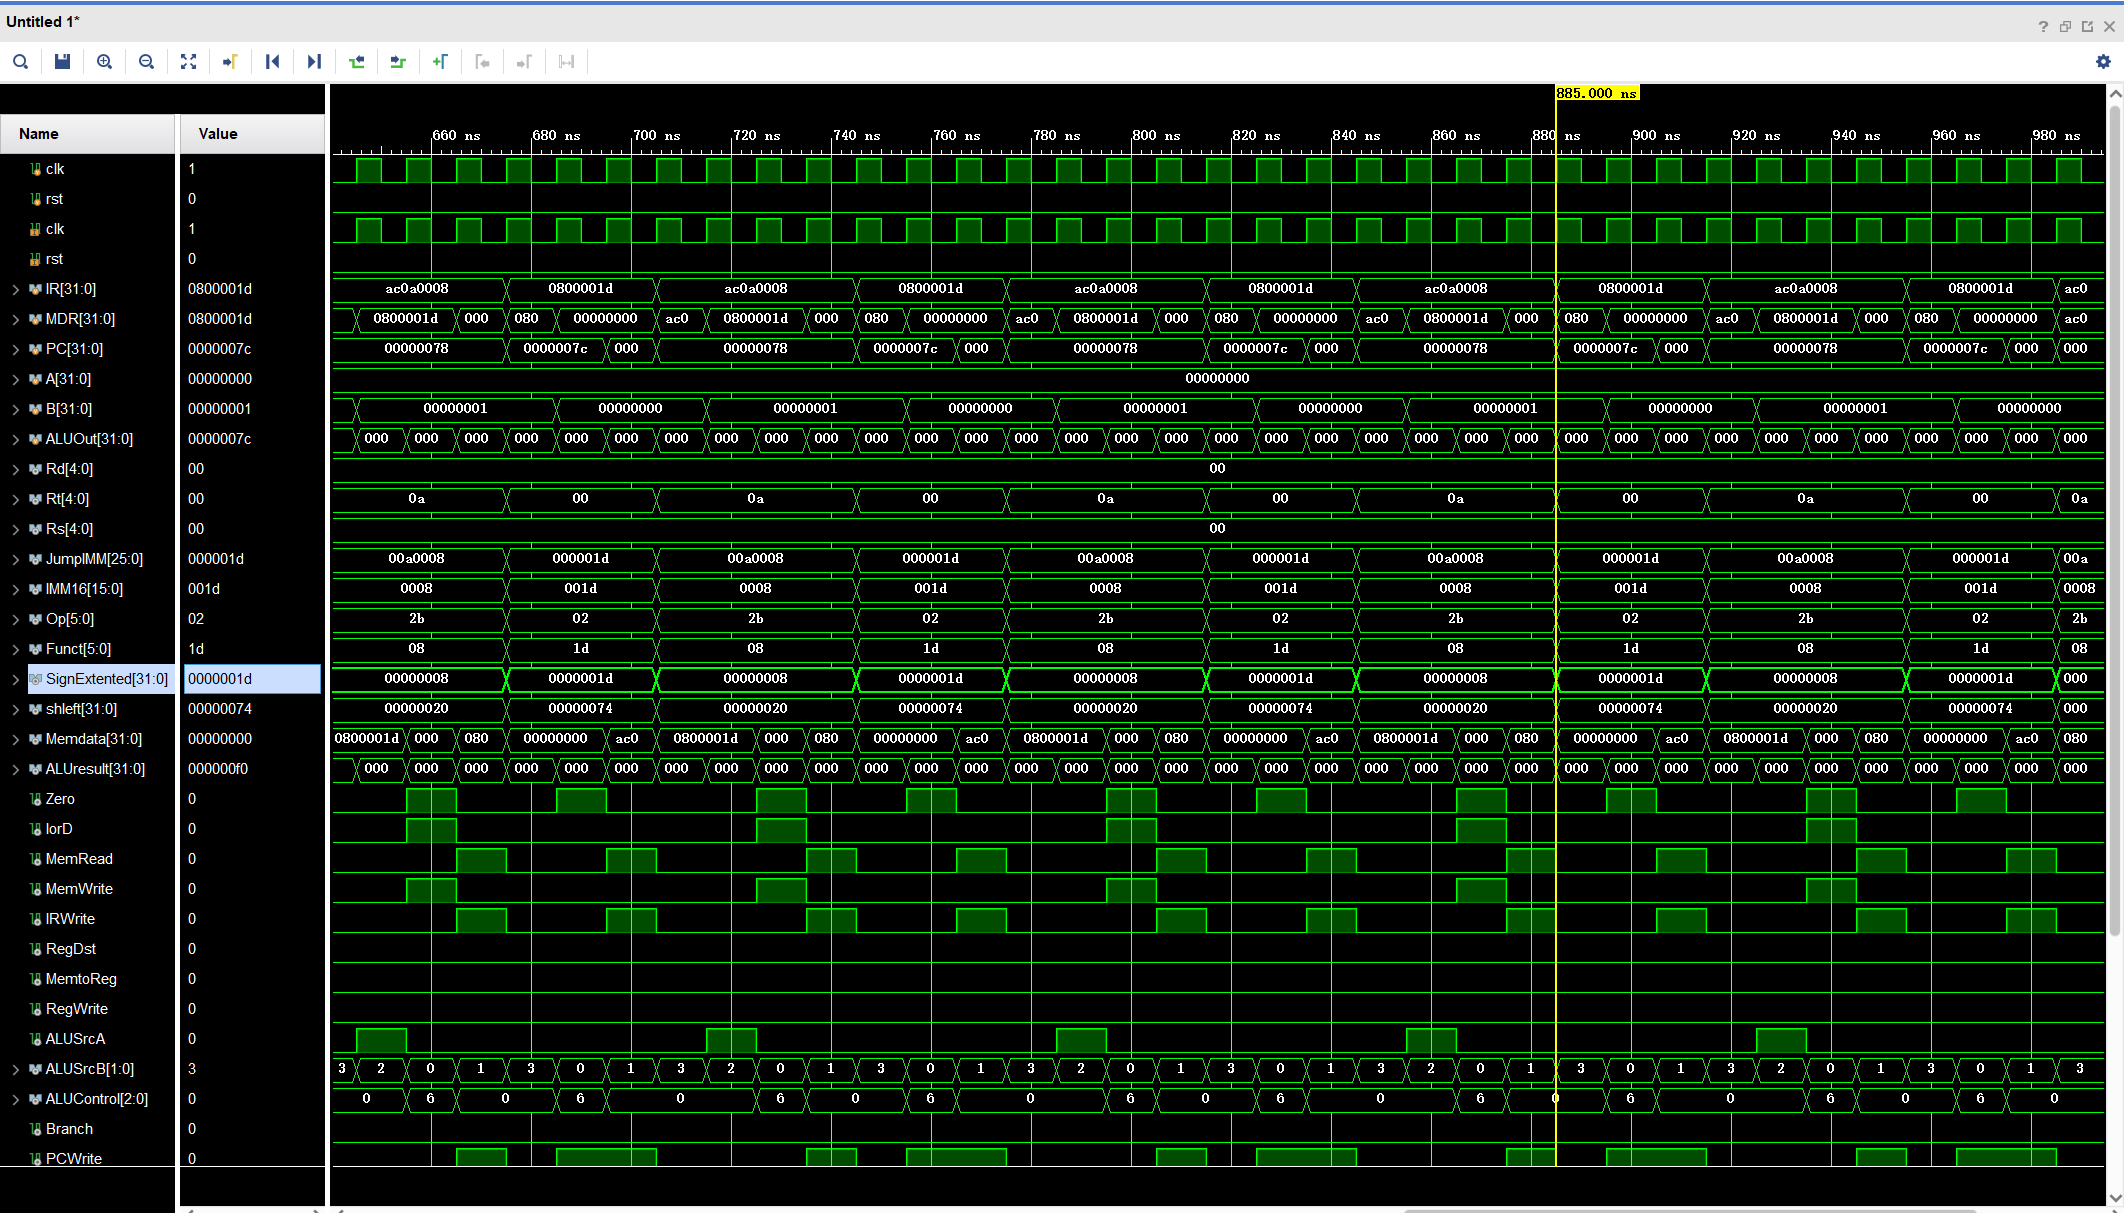 Untitled 1*
885.000 ns
Name Value
660 ns 680 ns 700 ns 720 ns 740 ns 760 ns 780 ns 800 ns 820 ns 840 ns 860 ns 880 ns 900 ns 920 ns 940 ns 960 ns 980 ns
clk 1
rst 0
clk 1
rst 0
IR[31:0] 0800001d ac0a0008 0800001d ac0a0008 0800001d ac0a0008 0800001d ac0a0008 0800001d ac0a0008 0800001d ac0
MDR[31:0] 0800001d 0800001d 000 080 00000000 ac0 0800001d 000 080 00000000 ac0 0800001d 000 080 00000000 ac0 0800001d 000 080 00000000 ac0 0800001d 000 080 00000000 ac0
PC[31:0] 0000007c 00000078 0000007c 000 00000078 0000007c 000 00000078 0000007c 000 00000078 0000007c 000 00000078 0000007c 000 000
A[31:0] 00000000 00000000
B[31:0] 00000001 00000001 00000000 00000001 00000000 00000001 00000000 00000001 00000000 00000001 00000000
ALUOut[31:0] 0000007c 000 000 000 000 000 000 000 000 000 000 000 000 000 000 000 000 000 000 000 000 000 000 000 000 000 000 000 000 000 000 000 000 000 000 000
Rd[4:0] 00 00
Rt[4:0] 00 0a 00 0a 00 0a 00 0a 00 0a 00 0a
Rs[4:0] 00 00
JumpIMM[25:0] 000001d 00a0008 000001d 00a0008 000001d 00a0008 000001d 00a0008 000001d 00a0008 000001d 00a
IMM16[15:0] 001d 0008 001d 0008 001d 0008 001d 0008 001d 0008 001d 0008
Op[5:0] 02 2b 02 2b 02 2b 02 2b 02 2b 02 2b
Funct[5:0] 1d 08 1d 08 1d 08 1d 08 1d 08 1d 08
SignExtented[31:0] 0000001d 00000008 0000001d 00000008 0000001d 00000008 0000001d 00000008 0000001d 00000008 0000001d 000
shleft[31:0] 00000074 00000020 00000074 00000020 00000074 00000020 00000074 00000020 00000074 00000020 00000074 000
Memdata[31:0] 00000000 0800001d 000 080 00000000 ac0 0800001d 000 080 00000000 ac0 0800001d 000 080 00000000 ac0 0800001d 000 080 00000000 ac0 0800001d 000 080 00000000 ac0 080
ALUresult[31:0] 000000f0 000 000 000 000 000 000 000 000 000 000 000 000 000 000 000 000 000 000 000 000 000 000 000 000 000 000 000 000 000 000 000 000 000 000 000
Zero 0
IorD 0
MemRead 0
MemWrite 0
IRWrite 0
RegDst 0
MemtoReg 0
RegWrite 0
ALUSrcA 0
ALUSrcB[1:0] 3 3 2 0 1 3 0 1 3 2 0 1 3 0 1 3 2 0 1 3 0 1 3 2 0 1 3 0 1 3 2 0 1 3 0 1 3
ALUControl[2:0] 0 0 6 0 6 0 6 0 6 0 6 0 6 0 6 0 6 0 6 0 6 0
Branch 0
PCWrite 0